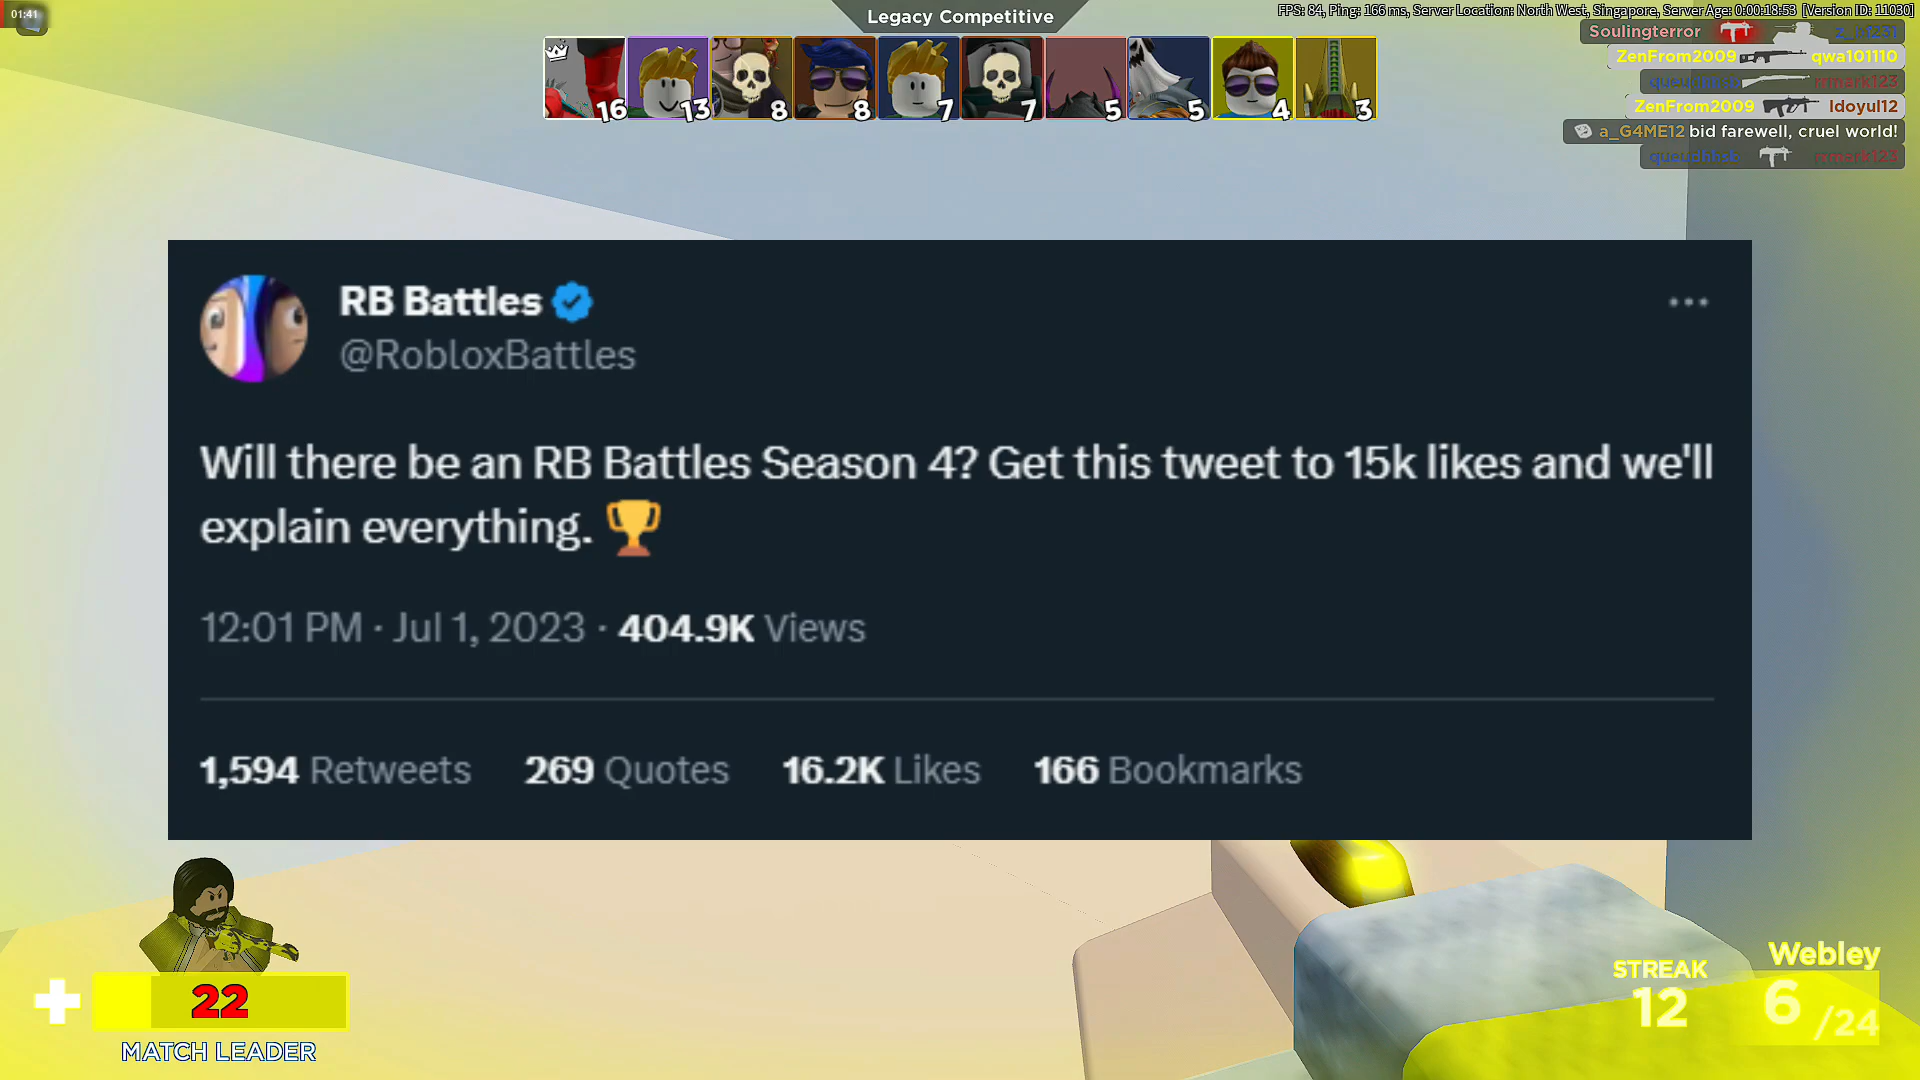 01:41
Legacy Competitive
FPS: 84, Ping: 166 ms, Server Location: North West, Singapore, Server Age: 0:00:18:53 [Version ID: 11030]
16 13 8 8 7 7 5 5 4 3
Soulingterror
ZenFrom2009 qwa101110
rrmark123
ZenFrom2009 ldoyul12
a_G4ME12 bid farewell, cruel world!
rrmark123
RB Battles
@RobloxBattles
Will there be an RB Battles Season 4? Get this tweet to 15k likes and we'll
explain everything. 🏆
12:01 PM · Jul 1, 2023 · 404.9K Views
1,594 Retweets 269 Quotes 16.2K Likes 166 Bookmarks
22
MATCH LEADER
STREAK
12
Webley
6 /24